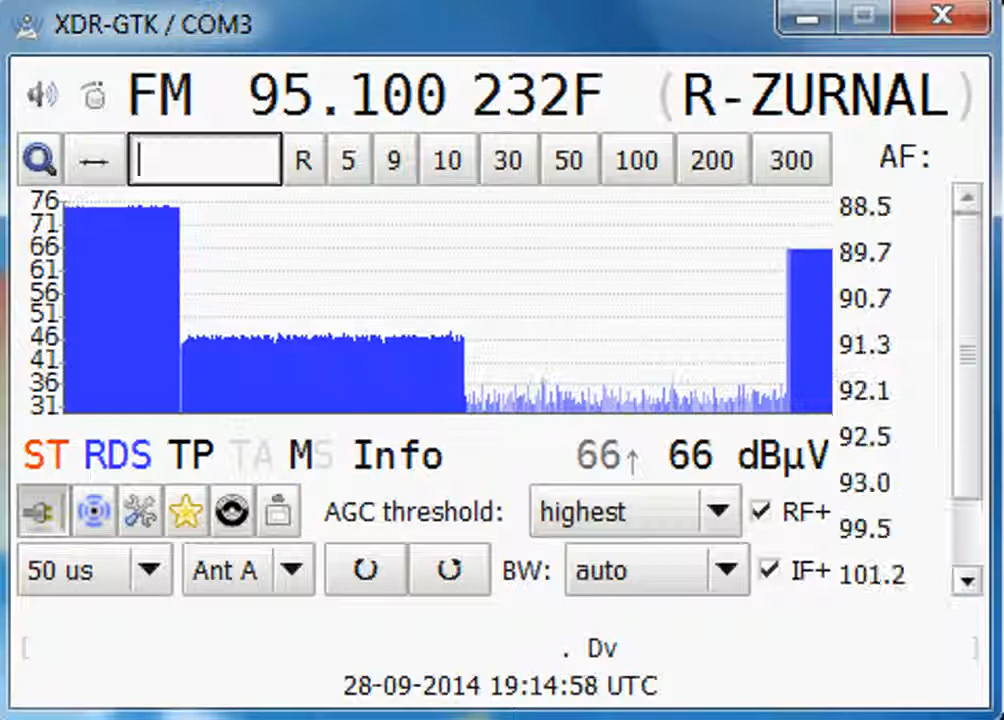 XDR-GTK / COM3
FM 95.100 232F (R-ZURNAL)
R 5 9 10 30 50 100 200 300 AF:
76
71
66
61
56
51
46
41
36
31
88.5
89.7
90.7
91.3
92.1
92.5
93.0
99.5
101.2
ST RDS TP TA MS Info 66↑ 66 dBµV
AGC threshold: highest RF+
50 us Ant A BW: auto IF+
[ . Dv ]
28-09-2014 19:14:58 UTC